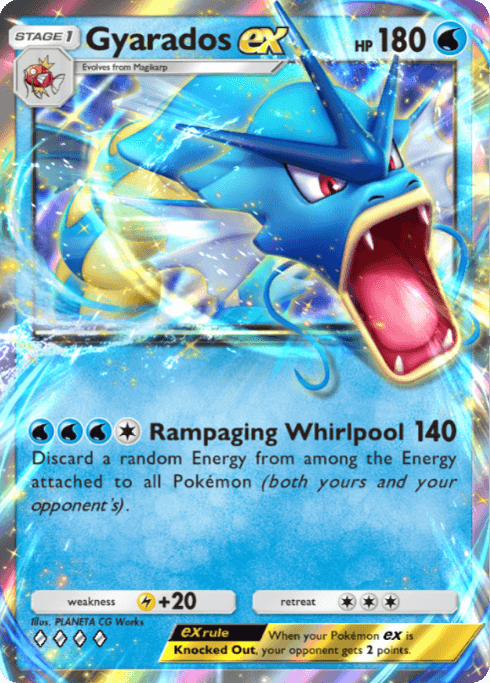 STAGE 1 Gyarados ex HP 180
Evolves from Magikarp
Rampaging Whirlpool 140
Discard a random Energy from among the Energy
attached to all Pokémon (both yours and your
opponent's).
weakness +20 retreat
Illus. PLANETA CG Works
ex rule When your Pokémon ex is
Knocked Out, your opponent gets 2 points.